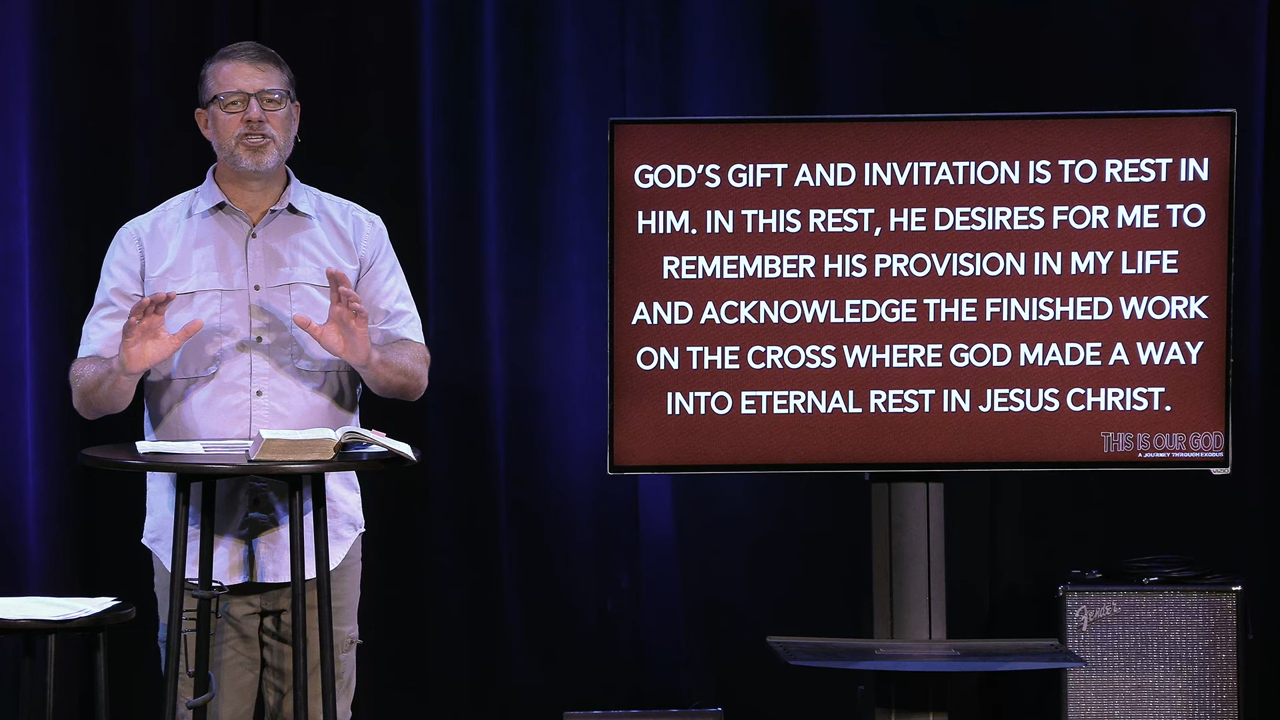 GOD'S GIFT AND INVITATION IS TO REST IN
HIM. IN THIS REST, HE DESIRES FOR ME TO
REMEMBER HIS PROVISION IN MY LIFE
AND ACKNOWLEDGE THE FINISHED WORK
ON THE CROSS WHERE GOD MADE A WAY
INTO ETERNAL REST IN JESUS CHRIST.
THIS IS OUR GOD
A JOURNEY THROUGH EXODUS
VIZIO
Fender